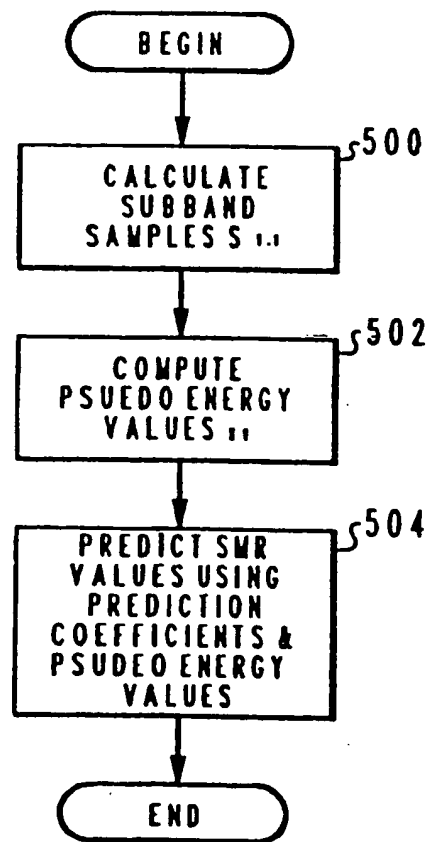 BEGIN
500
CALCULATE
SUBBAND
SAMPLES S
502
COMPUTE
PSUEDO ENERGY
VALUES
504
PREDICT SMR
VALUES USING
PREDICTION
COEFFICIENTS &
PSUDEO ENERGY
VALUES
END